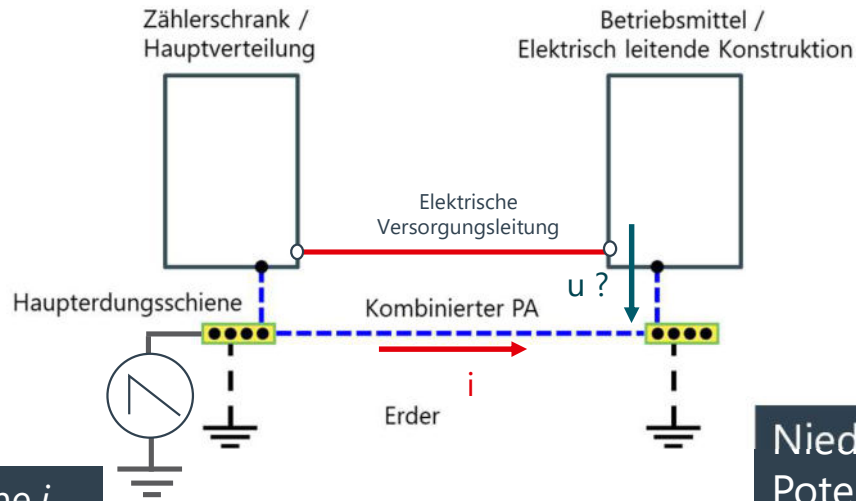 Zählerschrank /
Hauptverteilung
Betriebsmittel /
Elektrisch leitende Konstruktion
Elektrische
Versorgungsleitung
u ?
Haupterdungsschiene
Kombinierter PA
i
Erder
i